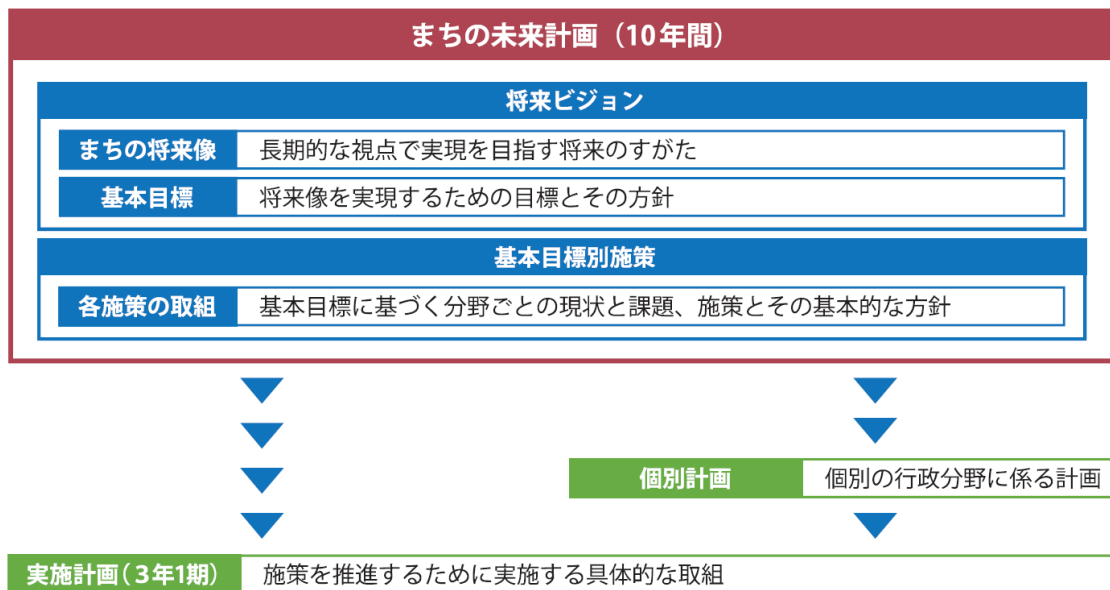 まちの未来計画（10年間）
将来ビジョン
まちの将来像 長期的な視点で実現を目指す将来のすがた
基本目標 将来像を実現するための目標とその方針
基本目標別施策
各施策の取組 基本目標に基づく分野ごとの現状と課題、施策とその基本的な方針
個別計画 個別の行政分野に係る計画
実施計画（3年1期） 施策を推進するために実施する具体的な取組